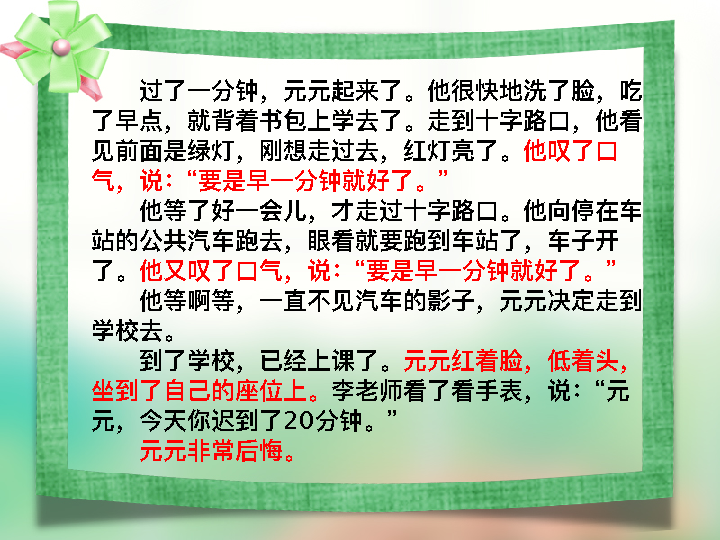 过了一分钟，元元起来了。他很快地洗了脸，吃
了早点，就背着书包上学去了。走到十字路口，他看
见前面是绿灯，刚想走过去，红灯亮了。他叹了口
气，说：“要是早一分钟就好了。”
他等了好一会儿，才走过十字路口。他向停在车
站的公共汽车跑去，眼看就要跑到车站了，车子开
了。他又叹了口气，说：“要是早一分钟就好了。”
他等啊等，一直不见汽车的影子，元元决定走到
学校去。
到了学校，已经上课了。元元红着脸，低着头，
坐到了自己的座位上。李老师看了看手表，说：“元
元，今天你迟到了20分钟。”
元元非常后悔。